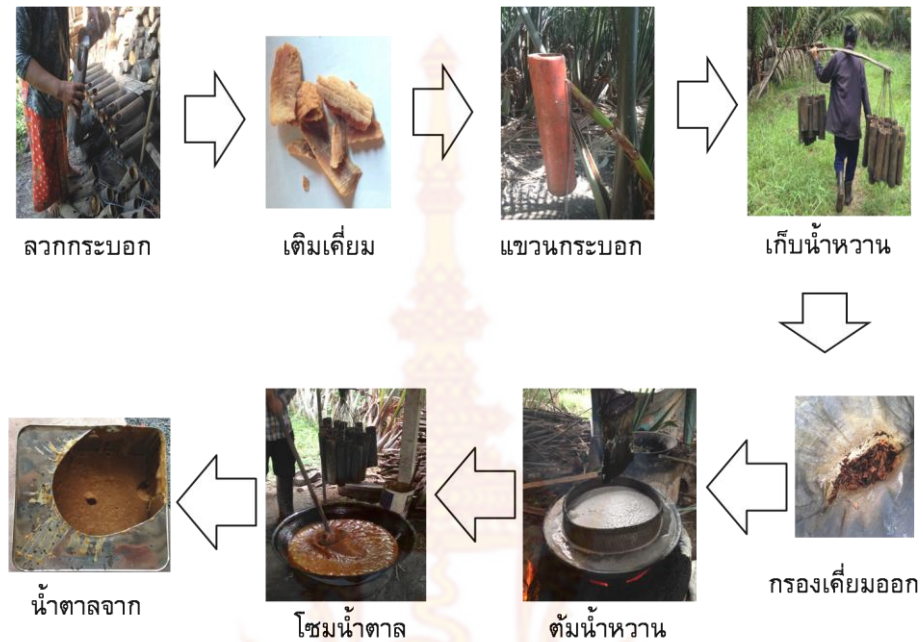 ลวกกระบอก
เติมเคี่ยม
แขวนกระบอก
เก็บน้ำหวาน
กรองเคี่ยมออก
ต้มน้ำหวาน
โซมน้ำตาล
น้ำตาลจาก